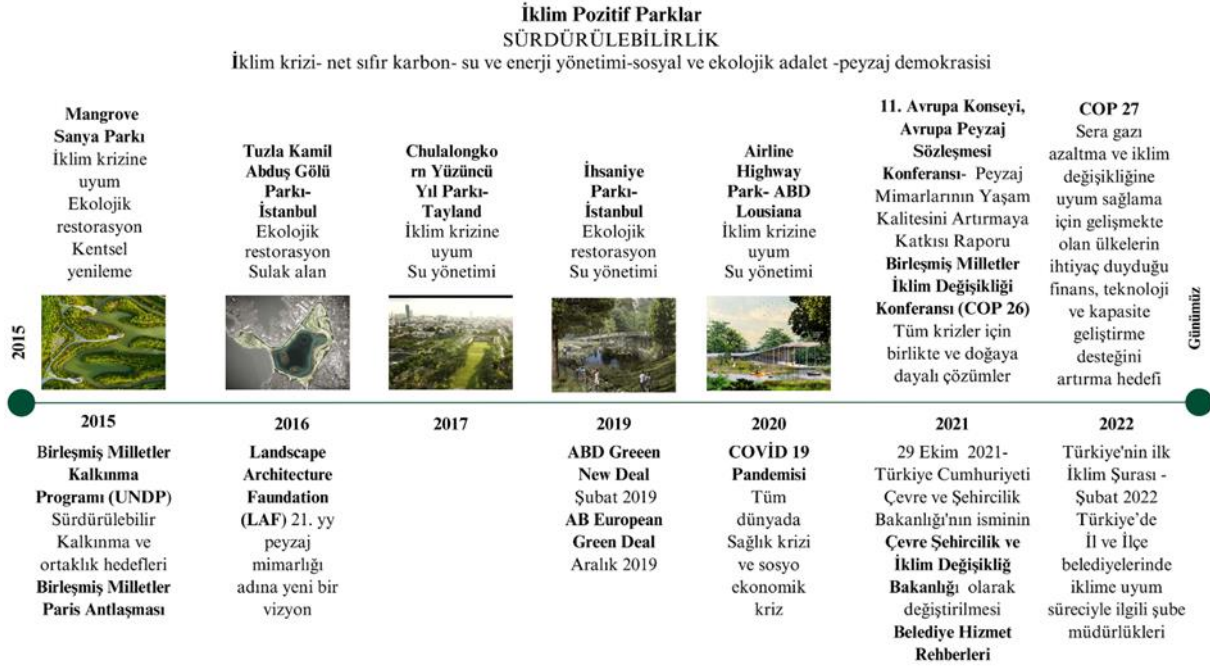 İklim Pozitif Parklar
SÜRDÜRÜLEBİLİRLİK
İklim krizi- net sıfır karbon- su ve enerji yönetimi-sosyal ve ekolojik adalet -peyzaj demokrasisi
Mangrove
Sanya Parkı
İklim krizine
uyum
Ekolojik
restorasyon
Kentsel
yenileme
Tuzla Kamil
Abduş Gölü
Parkı-
İstanbul
Ekolojik
restorasyon
Sulak alan
Chulalongko
rn Yüzüncü
Yıl Parkı-
Tayland
İklim krizine
uyum
Su yönetimi
İhsaniye
Parkı-
İstanbul
Ekolojik
restorasyon
Su yönetimi
Airline
Highway
Park- ABD
Lousiana
İklim krizine
uyum
Su yönetimi
11. Avrupa Konseyi,
Avrupa Peyzaj
Sözleşmesi
Konferansı- Peyzaj
Mimarlarının Yaşam
Kalitesini Artırmaya
Katkısı Raporu
Birleşmiş Milletler
İklim Değişikliği
Konferansı (COP 26)
Tüm krizler için
birlikte ve doğaya
dayalı çözümler
COP 27
Sera gazı
azaltma ve iklim
değişikliğine
uyum sağlama
için gelişmekte
olan ülkelerin
ihtiyaç duyduğu
finans, teknoloji
ve kapasite
geliştirme
desteğini
artırma hedefi
2015
Günümüz
2015
Birleşmiş Milletler
Kalkınma
Programı (UNDP)
Sürdürülebilir
Kalkınma ve
ortaklık hedefleri
Birleşmiş Milletler
Paris Antlaşması
2016
Landscape
Architecture
Faundation
(LAF) 21. yy
peyzaj
mimarlığı
adına yeni bir
vizyon
2017
2019
ABD Greeen
New Deal
Şubat 2019
AB European
Green Deal
Aralık 2019
2020
COVİD 19
Pandemisi
Tüm
dünyada
Sağlık krizi
ve sosyo
ekonomik
kriz
2021
29 Ekim 2021-
Türkiye Cumhuriyeti
Çevre ve Şehircilik
Bakanlığı'nın isminin
Çevre Şehircilik ve
İklim Değişikliğ
Bakanlığı olarak
değiştirilmesi
Belediye Hizmet
Rehberleri
2022
Türkiye'nin ilk
İklim Şurası -
Şubat 2022
Türkiye’de
İl ve İlçe
belediyelerinde
iklime uyum
süreciyle ilgili şube
müdürlükleri